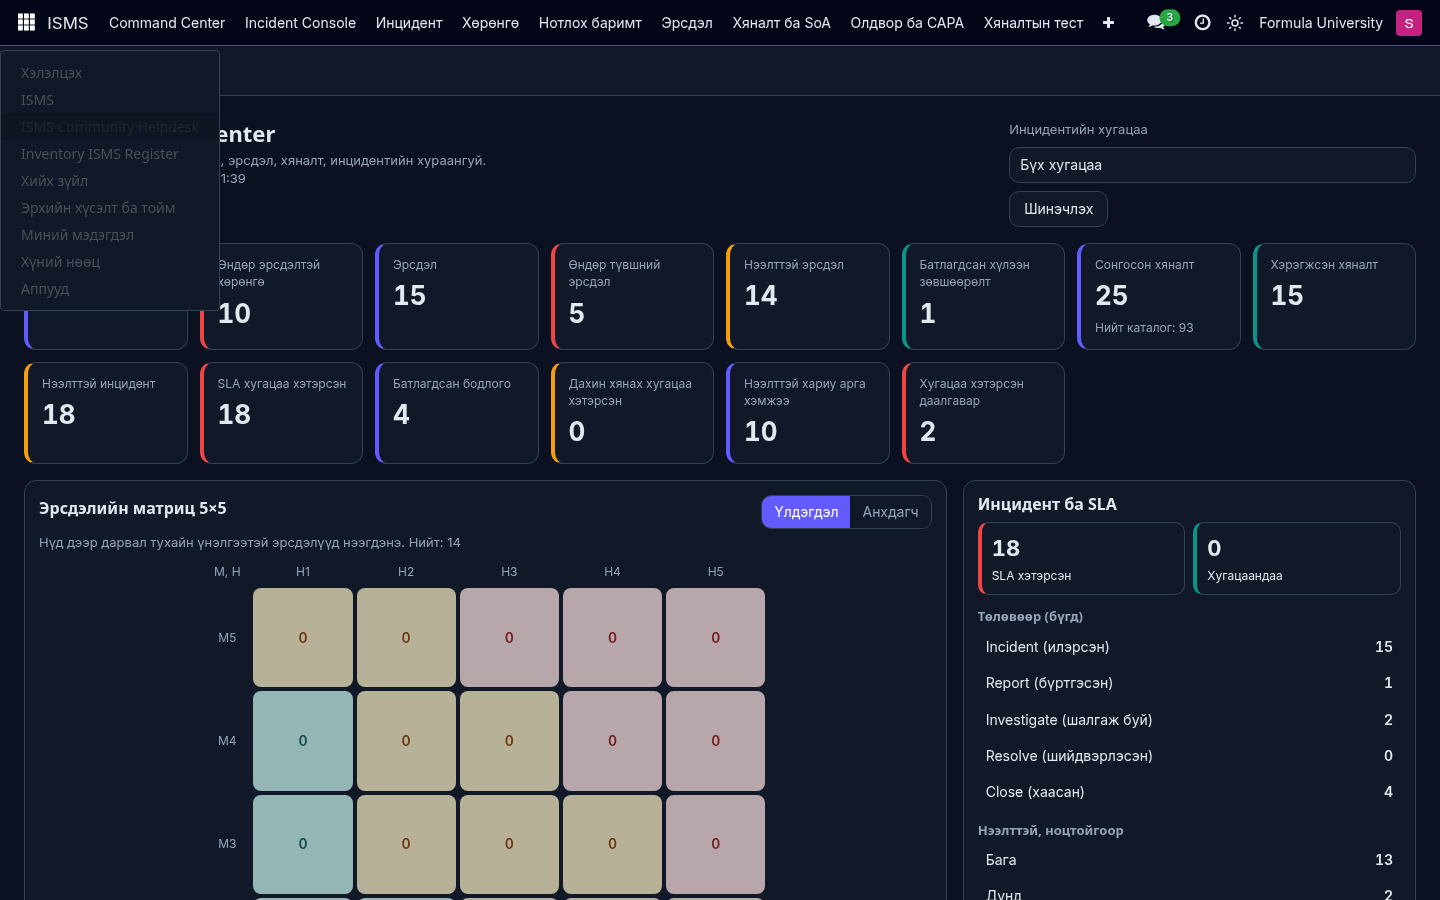 ISMS Command Center Incident Console Инцидент Хөрөнгө Нотлох баримт Эрсдэл Хяналт ба SoA Олдвор ба CAPA Хяналтын тест 3 Formula University S
Хэлэлцэх
ISMS
ISMS Community Helpdesk
Inventory ISMS Register
Хийх зүйл
Эрхийн хүсэлт ба тойм
Миний мэдэгдэл
Хүний нөөц
Аппууд
enter
, эрсдэл, хяналт, инцидентийн хураангуй.
1:39
Инцидентийн хугацаа
Бүх хугацаа
Шинэчлэх
Өндөр эрсдэлтэй
хөрөнгө
10
Эрсдэл
15
Өндөр түвшний
эрсдэл
5
Нээлттэй эрсдэл
14
Батлагдсан хүлээн
зөвшөөрөлт
1
Сонгосон хяналт
25
Нийт каталог: 93
Хэрэгжсэн хяналт
15
Нээлттэй инцидент
18
SLA хугацаа хэтэрсэн
18
Батлагдсан бодлого
4
Дахин хянах хугацаа
хэтэрсэн
0
Нээлттэй хариу арга
хэмжээ
10
Хугацаа хэтэрсэн
даалгавар
2
Эрсдэлийн матриц 5×5
Үлдэгдэл Анхдагч
Нүд дээр дарвал тухайн үнэлгээтэй эрсдэлүүд нээгдэнэ. Нийт: 14
M, H H1 H2 H3 H4 H5
M5 0 0 0 0 0
M4 0 0 0 0 0
M3 0 0 0 0 0
Инцидент ба SLA
18
SLA хэтэрсэн
0
Хугацаандаа
Төлөвөөр (бүгд)
Incident (илэрсэн) 15
Report (бүртгэсэн) 1
Investigate (шалгаж буй) 2
Resolve (шийдвэрлэсэн) 0
Close (хаасан) 4
Нээлттэй, ноцтойгоор
Бага 13
Дунд 2